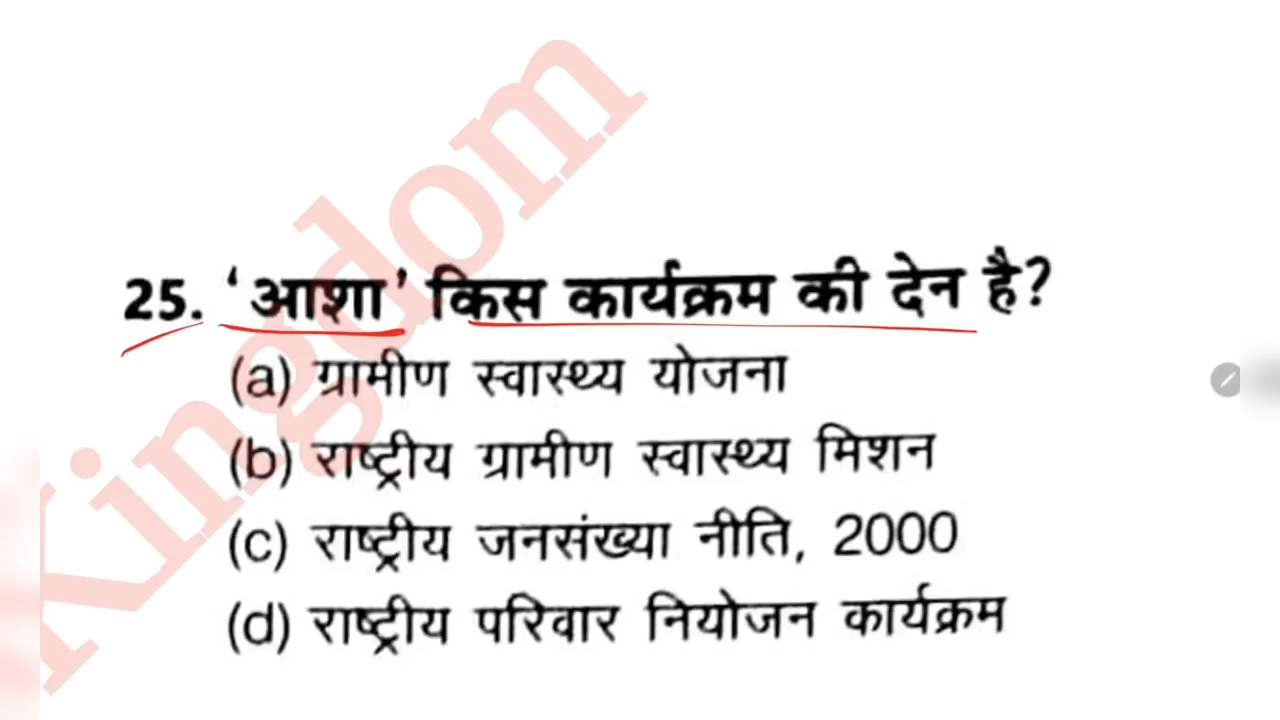 25. ‘आशा’ किस कार्यक्रम की देन है?
(a) ग्रामीण स्वास्थ्य योजना
(b) राष्ट्रीय ग्रामीण स्वास्थ्य मिशन
(c) राष्ट्रीय जनसंख्या नीति, 2000
(d) राष्ट्रीय परिवार नियोजन कार्यक्रम
Kingdom